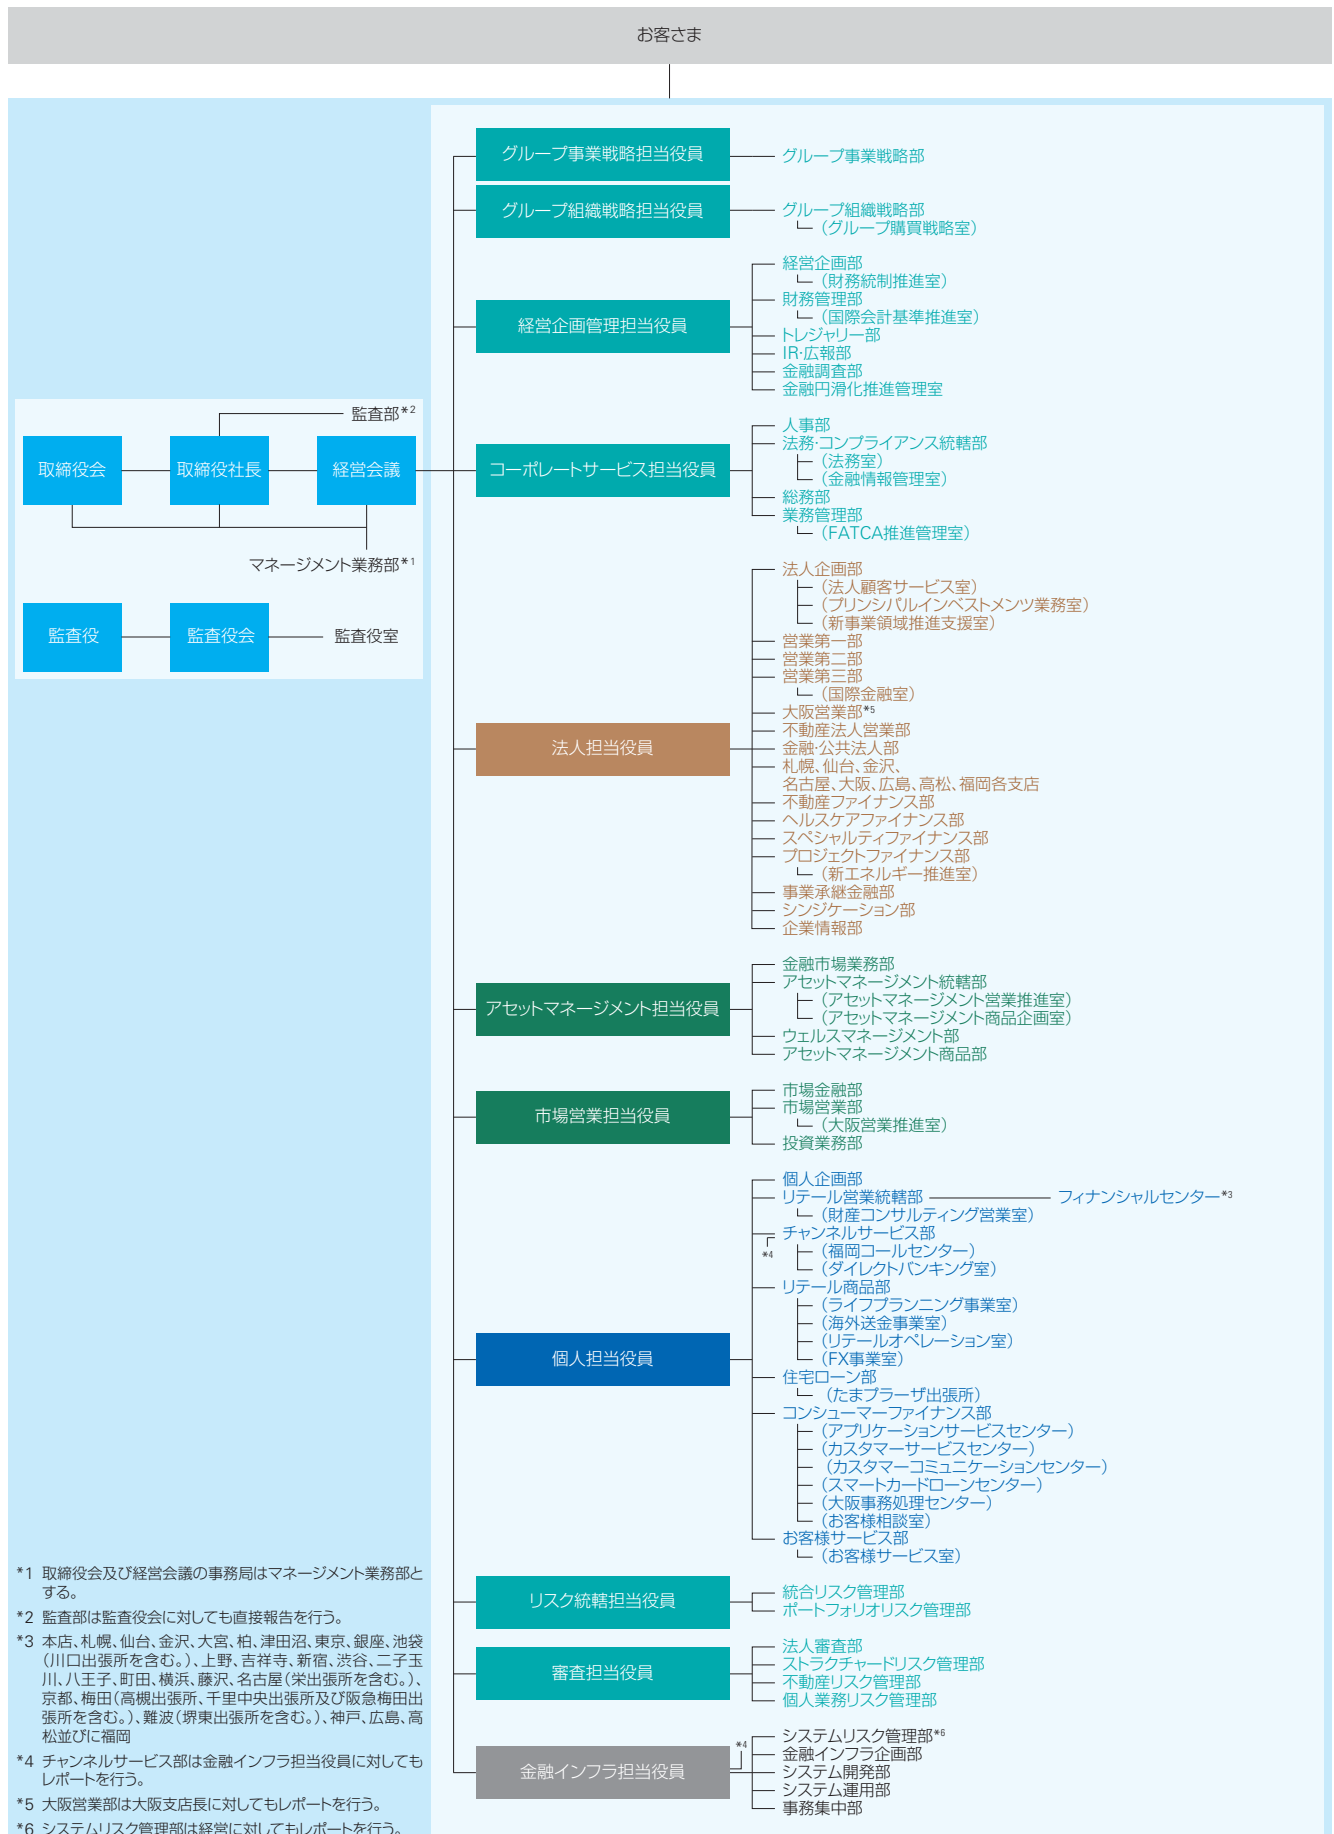 お客さま
監査部*2
取締役会
取締役社長
経営会議
マネージメント業務部*1
監査役
監査役会
監査役室
グループ事業戦略担当役員
グループ事業戦略部
グループ組織戦略担当役員
グループ組織戦略部
（グループ購買戦略室）
経営企画管理担当役員
経営企画部
（財務統制推進室）
財務管理部
（国際会計基準推進室）
トレジャリー部
IR・広報部
金融調査部
金融円滑化推進管理室
コーポレートサービス担当役員
人事部
法務・コンプライアンス統轄部
（法務室）
（金融情報管理室）
総務部
業務管理部
（FATCA推進管理室）
法人担当役員
法人企画部
（法人顧客サービス室）
（プリンシパルインベストメンツ業務室）
（新事業領域推進支援室）
営業第一部
営業第二部
営業第三部
（国際金融室）
大阪営業部*5
不動産法人営業部
金融・公共法人部
札幌、仙台、金沢、
名古屋、大阪、広島、高松、福岡各支店
不動産ファイナンス部
ヘルスケアファイナンス部
スペシャルティファイナンス部
プロジェクトファイナンス部
（新エネルギー推進室）
事業承継金融部
シンジケーション部
企業情報部
アセットマネージメント担当役員
金融市場業務部
アセットマネージメント統轄部
（アセットマネージメント営業推進室）
（アセットマネージメント商品企画室）
ウェルスマネージメント部
アセットマネージメント商品部
市場営業担当役員
市場金融部
市場営業部
（大阪営業推進室）
投資業務部
個人担当役員
個人企画部
リテール営業統轄部
フィナンシャルセンター*3
（財産コンサルティング営業室）
チャンネルサービス部
*4
（福岡コールセンター）
（ダイレクトバンキング室）
リテール商品部
（ライフプランニング事業室）
（海外送金事業室）
（リテールオペレーション室）
（FX事業室）
住宅ローン部
（たまプラーザ出張所）
コンシューマーファイナンス部
（アプリケーションサービスセンター）
（カスタマーサービスセンター）
（カスタマーコミュニケーションセンター）
（スマートカードローンセンター）
（大阪事務処理センター）
（お客様相談室）
お客様サービス部
（お客様サービス室）
リスク統轄担当役員
統合リスク管理部
ポートフォリオリスク管理部
審査担当役員
法人審査部
ストラクチャードリスク管理部
不動産リスク管理部
個人業務リスク管理部
金融インフラ担当役員
*4
システムリスク管理部*6
金融インフラ企画部
システム開発部
システム運用部
事務集中部
*1 取締役会及び経営会議の事務局はマネージメント業務部と
する。
*2 監査部は監査役会に対しても直接報告を行う。
*3 本店、札幌、仙台、金沢、大宮、柏、津田沼、東京、銀座、池袋
（川口出張所を含む。）、上野、吉祥寺、新宿、渋谷、二子玉
川、八王子、町田、横浜、藤沢、名古屋（栄出張所を含む。）、
京都、梅田（高槻出張所、千里中央出張所及び阪急梅田出
張所を含む。）、難波（堺東出張所を含む。）、神戸、広島、高
松並びに福岡
*4 チャンネルサービス部は金融インフラ担当役員に対しても
レポートを行う。
*5 大阪営業部は大阪支店長に対してもレポートを行う。
*6 システムリスク管理部は経営に対してもレポートを行う。